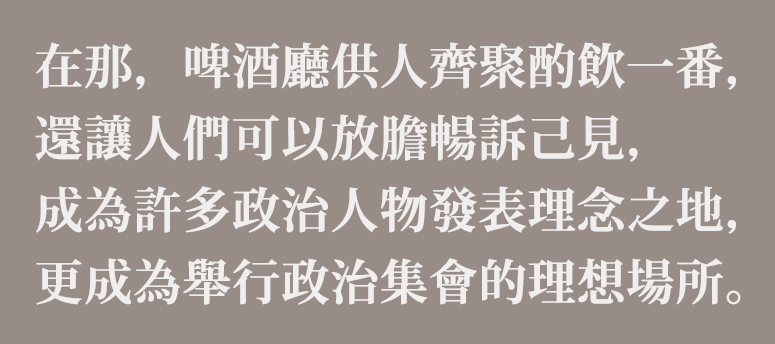 在那，啤酒廳供人齊聚酌飲一番，
還讓人們可以放膽暢訴己見，
成為許多政治人物發表理念之地，
更成為舉行政治集會的理想場所。